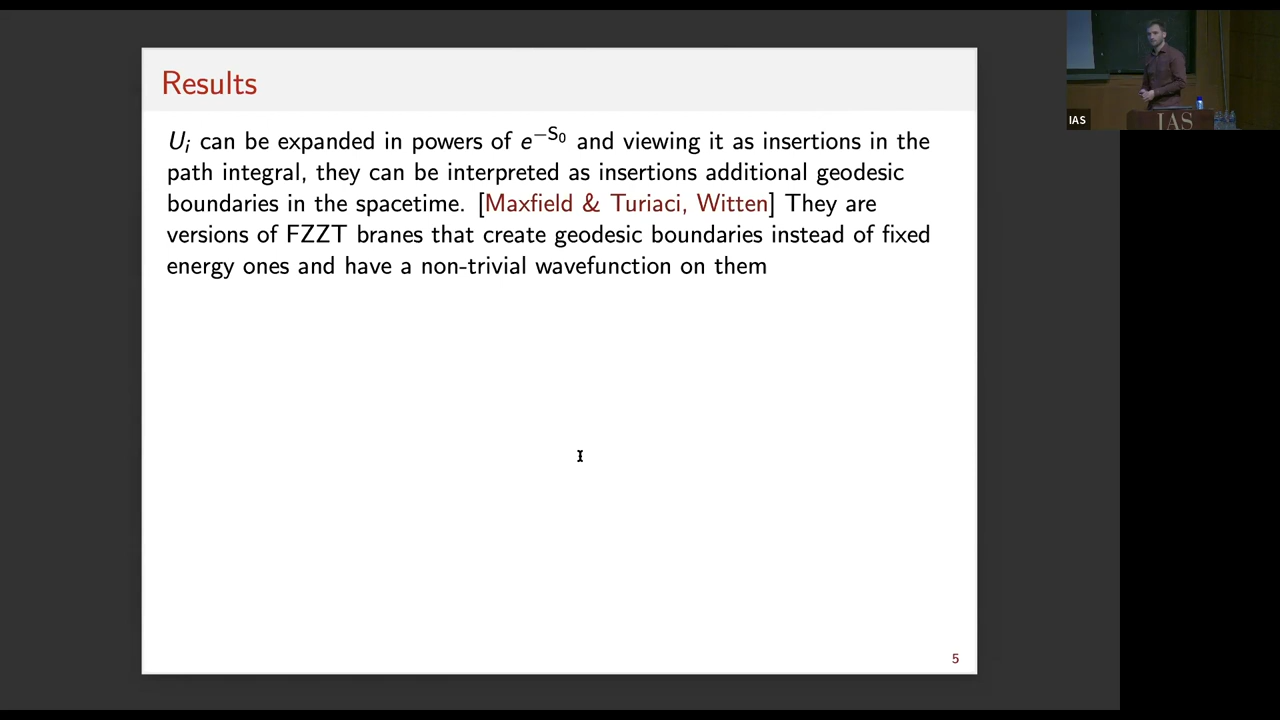 Results
U_i can be expanded in powers of e^{−S_0} and viewing it as insertions in the
path integral, they can be interpreted as insertions additional geodesic
boundaries in the spacetime. [Maxfield & Turiaci, Witten] They are
versions of FZZT branes that create geodesic boundaries instead of fixed
energy ones and have a non-trivial wavefunction on them
5
IAS
IAS